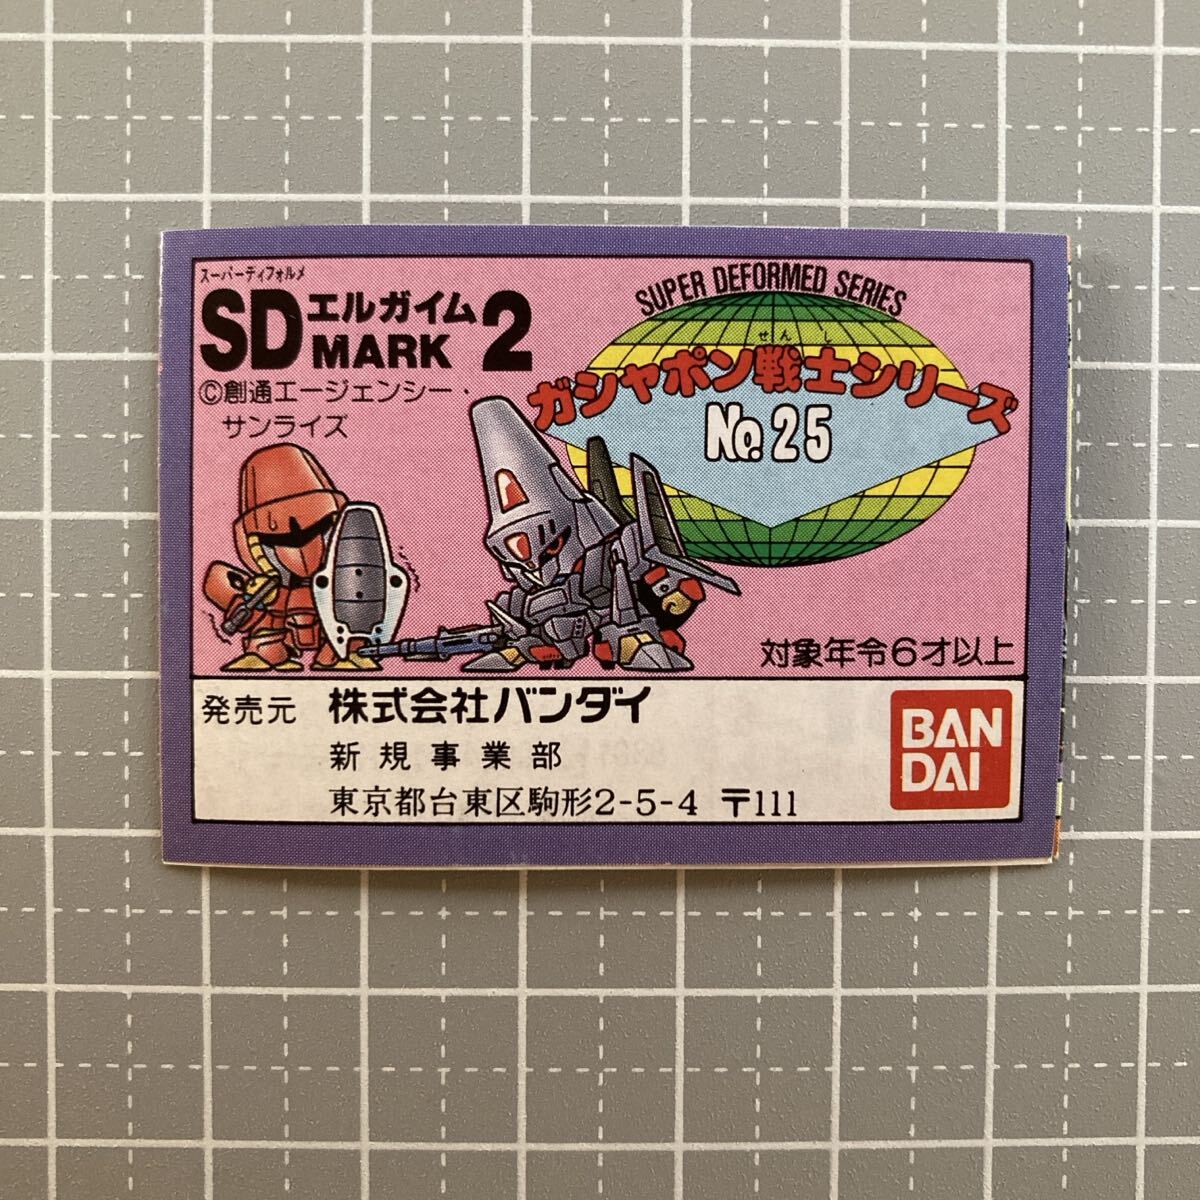 スーパーディフォルメ
SDエルガイム
MARK 2
©創通エージェンシー・
サンライズ
SUPER DEFORMED SERIES
せんし
ガシャポン戦士シリーズ
No.25
対象年令6才以上
発売元 株式会社バンダイ
新規事業部
東京都台東区駒形2-5-4 〒111
BAN
DAI